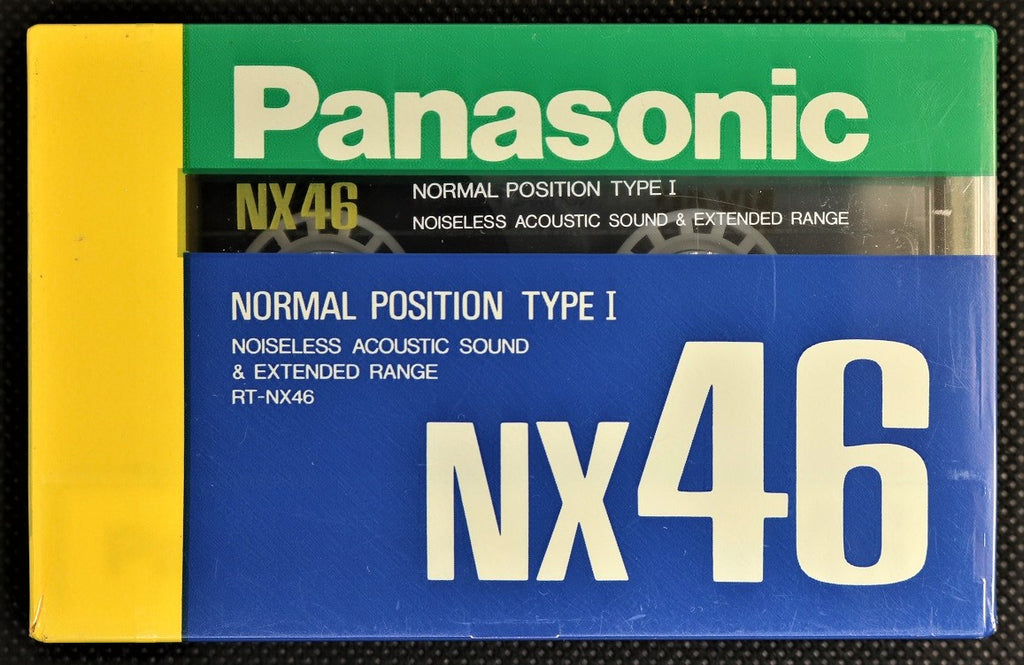 Panasonic
NX46
NORMAL POSITION TYPE I
NOISELESS ACOUSTIC SOUND & EXTENDED RANGE
NORMAL POSITION TYPE I
NOISELESS ACOUSTIC SOUND
& EXTENDED RANGE
RT-NX46
NX46